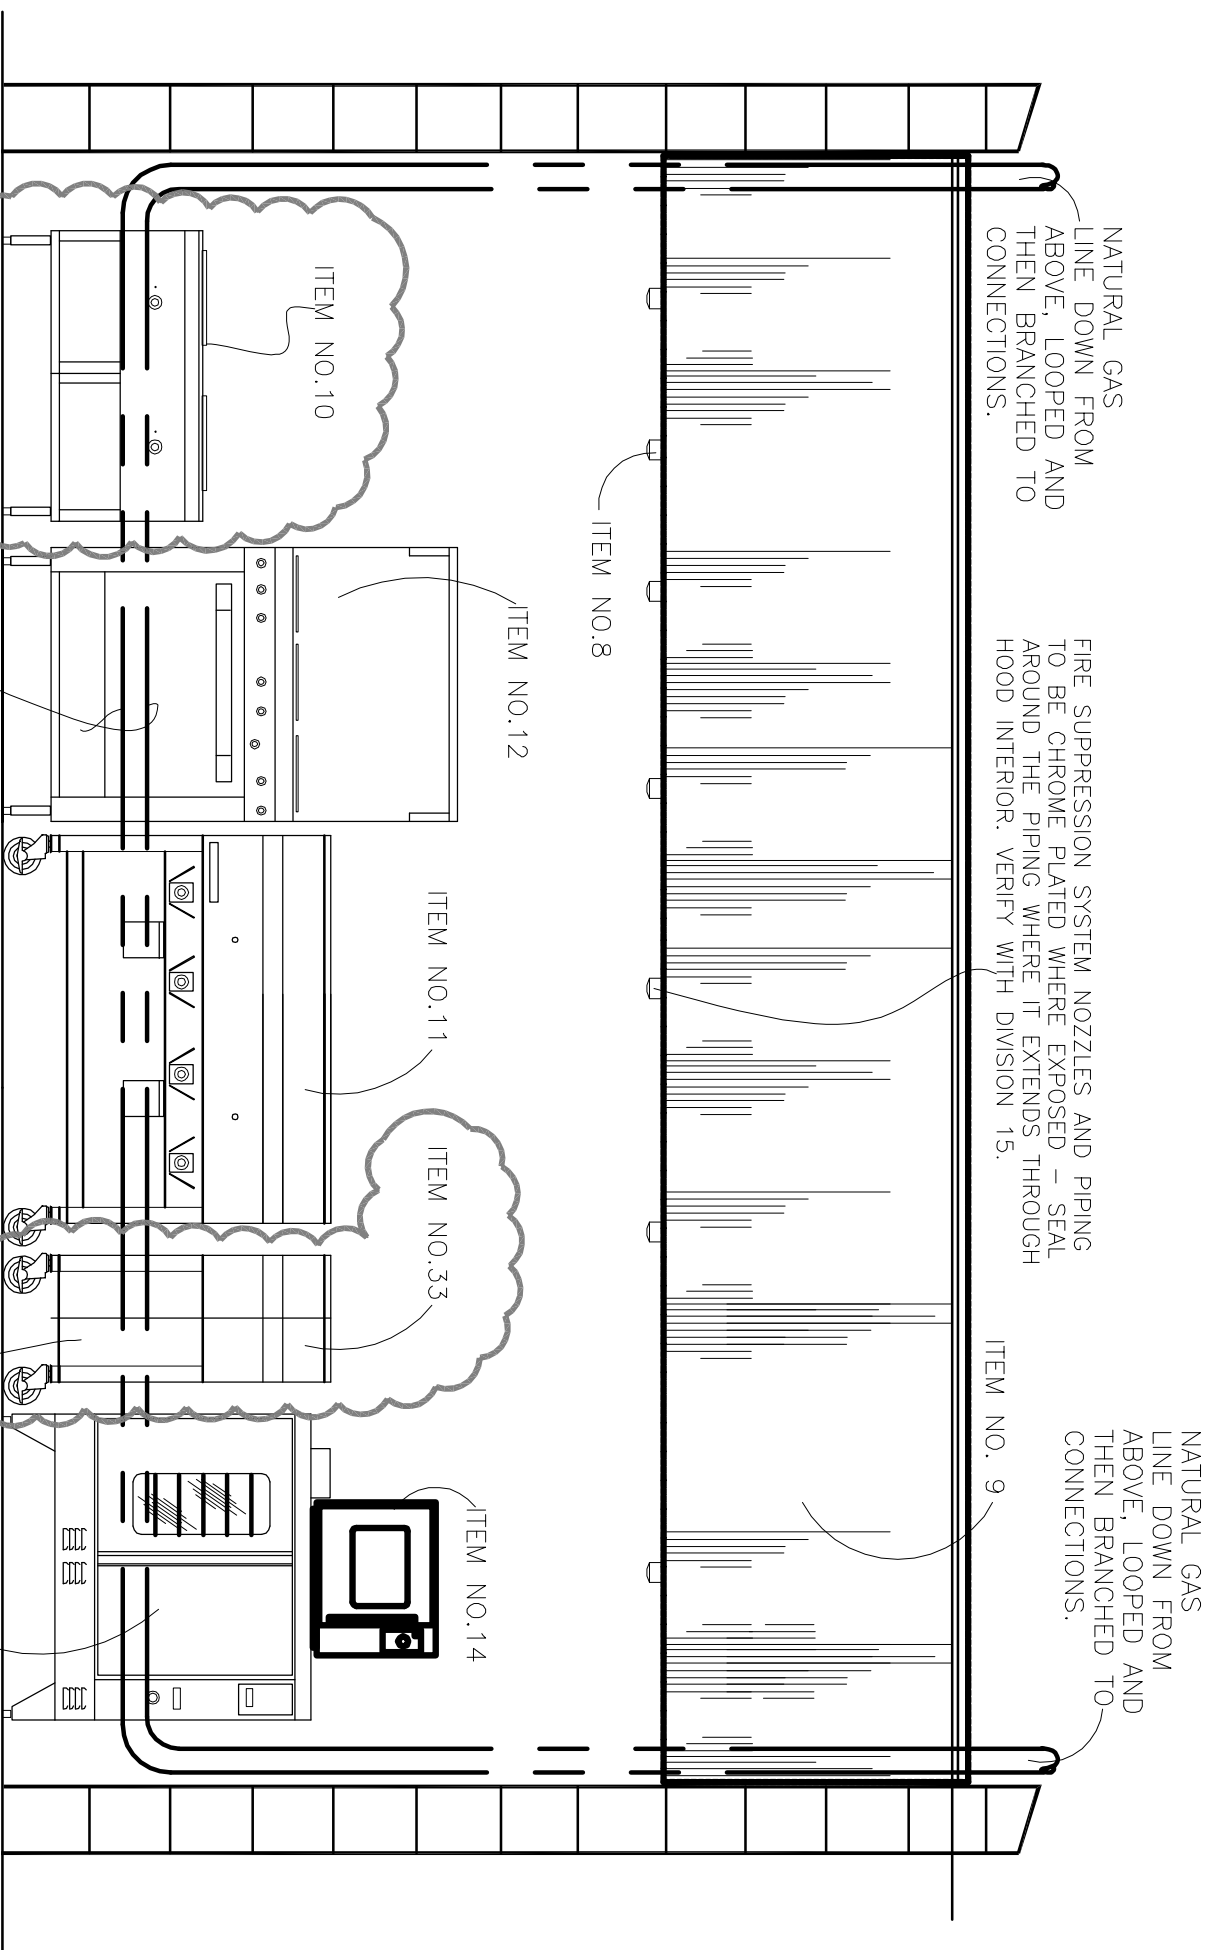 NATURAL GAS
LINE DOWN FROM
ABOVE, LOOPED AND
THEN BRANCHED TO
CONNECTIONS.
FIRE SUPPRESSION SYSTEM NOZZLES AND PIPING
TO BE CHROME PLATED WHERE EXPOSED – SEAL
AROUND THE PIPING WHERE IT EXTENDS THROUGH
HOOD INTERIOR. VERIFY WITH DIVISION 15.
NATURAL GAS
LINE DOWN FROM
ABOVE, LOOPED AND
THEN BRANCHED TO
CONNECTIONS.
ITEM NO. 9
ITEM NO.8
ITEM NO.12
ITEM NO.10
ITEM NO.11
ITEM NO.33
ITEM NO.14